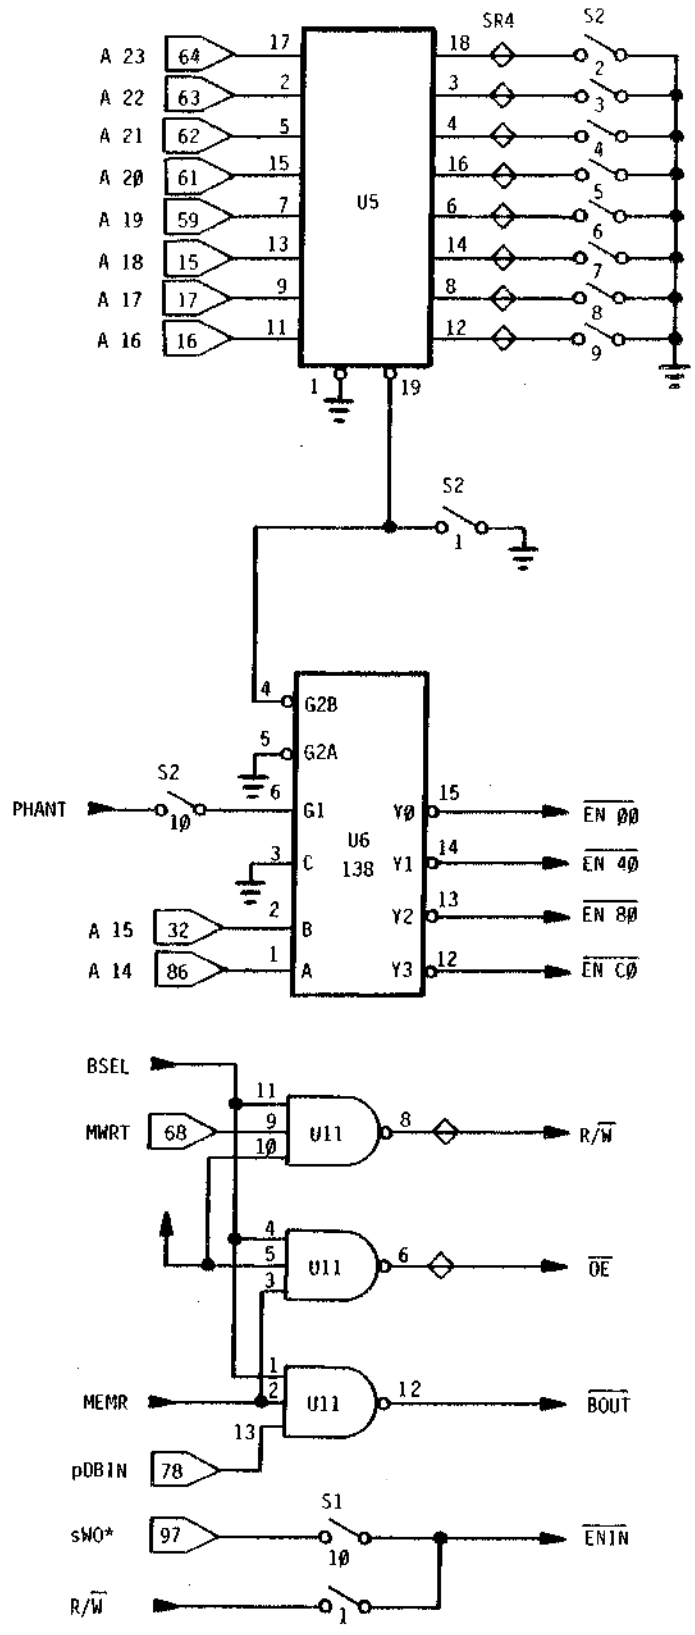 SR4 S2
A 23 64 17 18 2
A 22 63 2 3 3
A 21 62 5 4 4
A 20 61 15 16 5
U5
A 19 59 7 6 6
A 18 15 13 14 7
A 17 17 9 8 8
A 16 16 11 12 9
1 19
S2
1
4 G2B
5 G2A
S2
PHANT 10 6 G1 Y0 15 EN 00
U6
138
3 C Y1 14 EN 40
A 15 32 2 B Y2 13 EN 80
A 14 86 1 A Y3 12 EN C0
BSEL
11
MWRT 68 9 U11 8 R/W
10
4
5 U11 6 OE
3
1
MEMR 2 U11 12 BOUT
13
pDBIN 78
S1
sWO* 97 10 ENIN
R/W 1